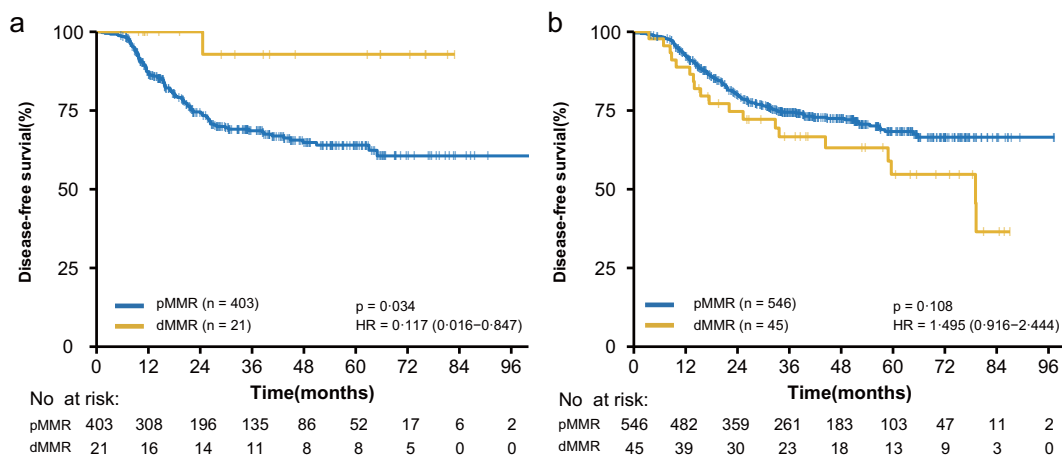 a
Disease-free survial(%)
100
75
50
25
0
pMMR (n = 403)
dMMR (n = 21)
p = 0·034
HR = 0·117 (0·016−0·847)
0 12 24 36 48 60 72 84 96
Time(months)
No at risk:
pMMR 403 308 196 135 86 52 17 6 2
dMMR 21 16 14 11 8 8 5 0 0
b
Disease-free survial(%)
100
75
50
25
0
pMMR (n = 546)
dMMR (n = 45)
p = 0·108
HR = 1·495 (0·916−2·444)
0 12 24 36 48 60 72 84 96
Time(months)
No at risk:
pMMR 546 482 359 261 183 103 47 11 2
dMMR 45 39 30 23 18 13 9 3 0